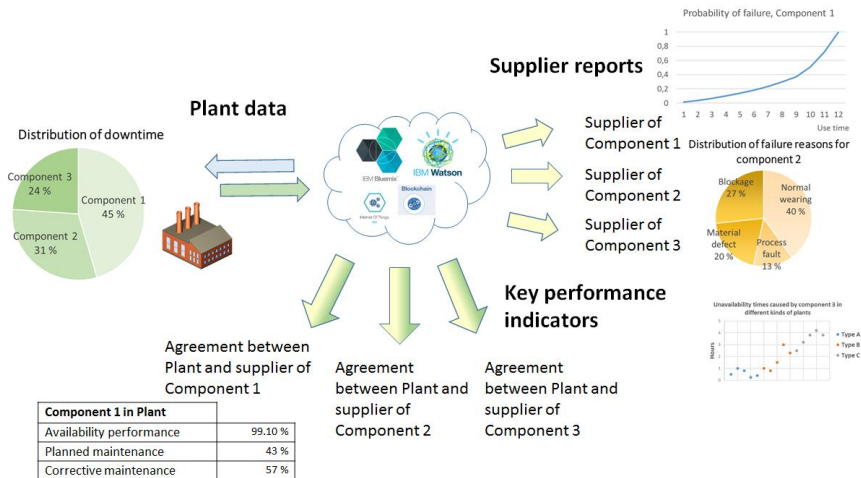 Probability of failure, Component 1
1
0,8
0,6
0,4
0,2
0
1 2 3 4 5 6 7 8 9 10 11 12
Use time
Supplier reports
Plant data
Distribution of downtime
Component 3
24 %
Component 1
45 %
Component 2
31 %
IBM Bluemix
IBM Watson
Internet Of Things
Blockchain
Supplier of
Component 1
Supplier of
Component 2
Supplier of
Component 3
Distribution of failure reasons for
component 2
Blockage
27 %
Normal
wearing
40 %
Material
defect
20 %
Process
fault
13 %
Key performance
indicators
Unavailability times caused by component 3 in
different kinds of plants
Hours
5
4
3
2
1
0
Type A
Type B
Type C
Agreement between
Plant and supplier of
Component 1
Agreement
between Plant and
supplier of
Component 2
Agreement
between Plant and
supplier of
Component 3
Component 1 in Plant
Availability performance 99.10 %
Planned maintenance 43 %
Corrective maintenance 57 %